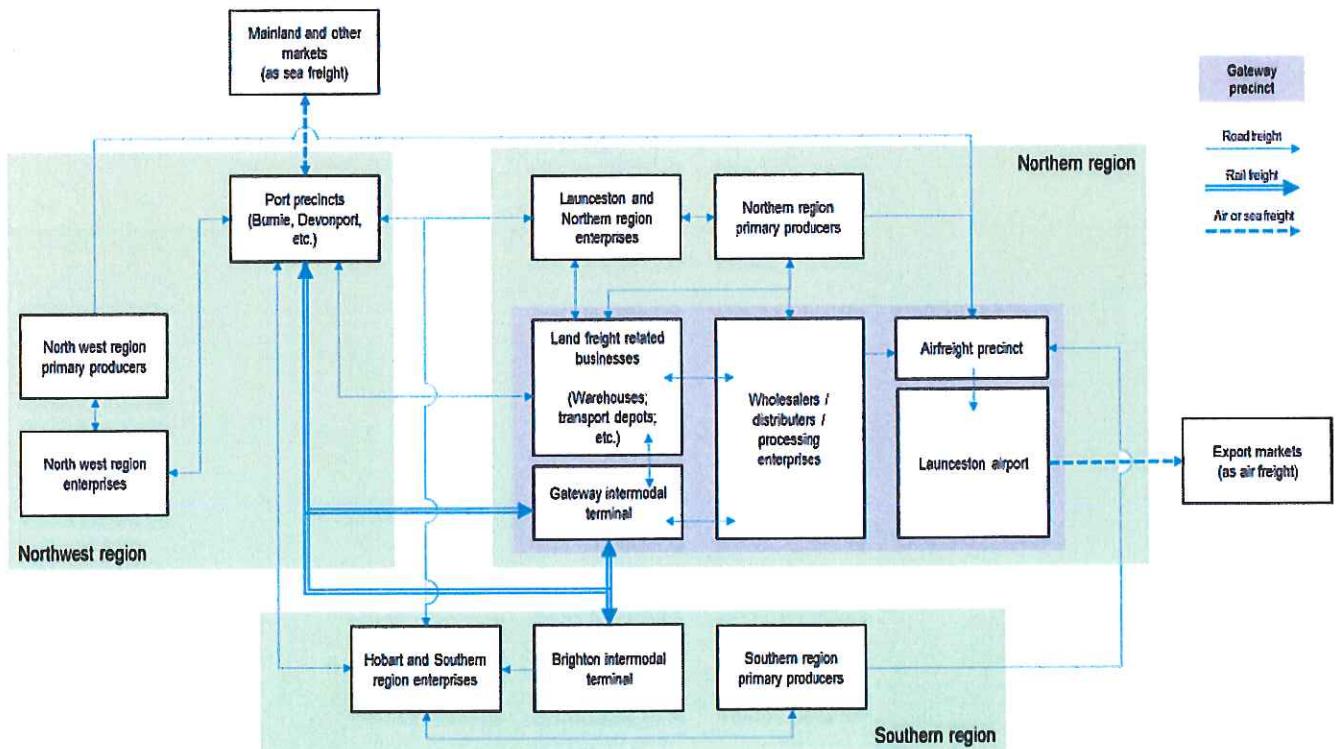 Mainland and other
markets
(as sea freight)
Gateway
precinct
Road freight
Rail freight
Air or sea freight
Northern region
Port precincts
(Burnie, Devonport,
etc.)
Launceston and
Northern region
enterprises
Northern region
primary producers
North west region
primary producers
Land freight related
businesses
(Warehouses;
transport depots;
etc.)
Wholesalers /
distributers /
processing
enterprises
Airfreight precinct
Launceston airport
Export markets
(as air freight)
North west region
enterprises
Gateway intermodal
terminal
Northwest region
Hobart and Southern
region enterprises
Brighton intermodal
terminal
Southern region
primary producers
Southern region